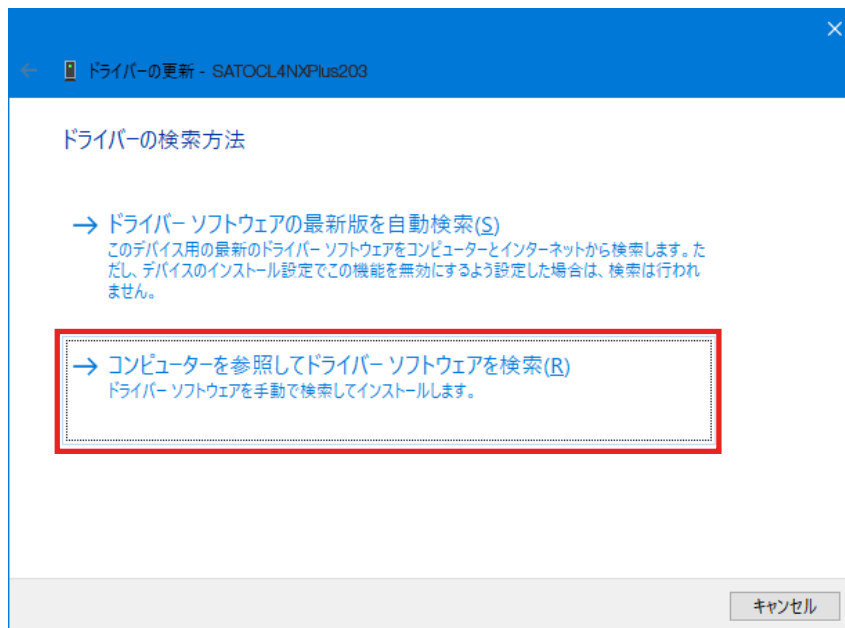 ドライバーの更新 - SATOCL4NXPlus203
ドライバーの検索方法
→ ドライバー ソフトウェアの最新版を自動検索(S)
このデバイス用の最新のドライバー ソフトウェアをコンピューターとインターネットから検索します。た
だし、デバイスのインストール設定でこの機能を無効にするよう設定した場合は、検索は行われ
ません。
→ コンピューターを参照してドライバー ソフトウェアを検索(R)
ドライバー ソフトウェアを手動で検索してインストールします。
キャンセル